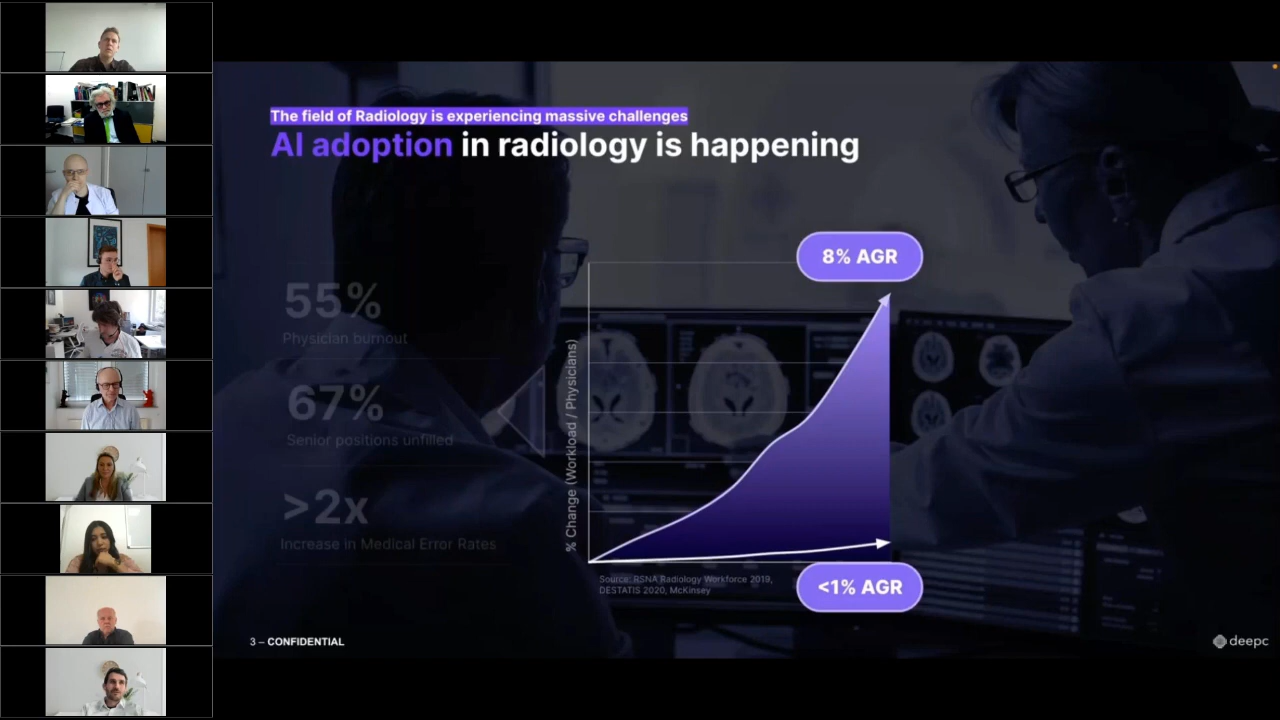 The field of Radiology is experiencing massive challenges
AI adoption in radiology is happening
8% AGR
55%
Physician burnout
67%
Senior positions unfilled
>2x
Increase in Medical Error Rates
% Change (Workload / Physicians)
Source: RSNA Radiology Workforce 2019,
DESTATIS 2020, McKinsey
<1% AGR
3 – CONFIDENTIAL
deepc